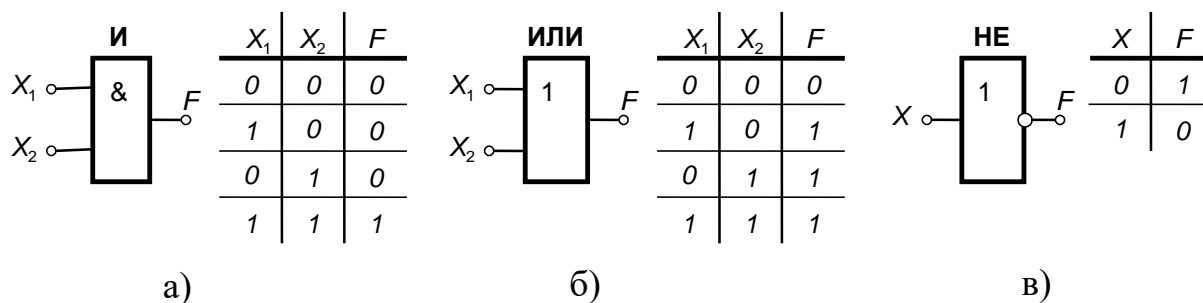 И
X1
X2
&
F
X1 X2 F
0 0 0
1 0 0
0 1 0
1 1 1
а)
ИЛИ
X1
X2
1
F
X1 X2 F
0 0 0
1 0 1
0 1 1
1 1 1
б)
НЕ
X
1
F
X F
0 1
1 0
в)